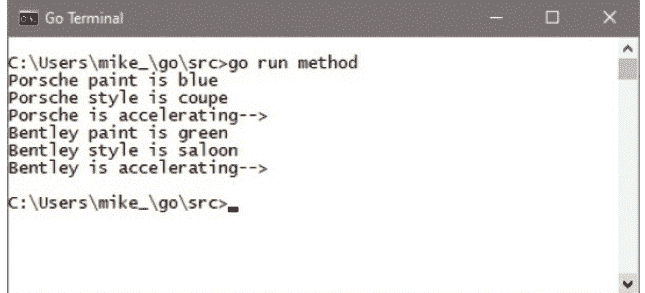 Go Terminal
C:\Users\mike_\go\src>go run method
Porsche paint is blue
Porsche style is coupe
Porsche is accelerating-->
Bentley paint is green
Bentley style is saloon
Bentley is accelerating-->
C:\Users\mike_\go\src>